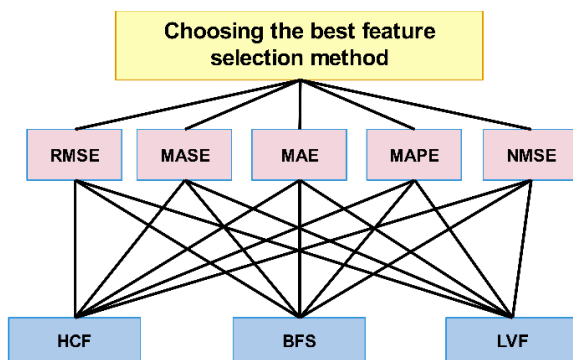 Choosing the best feature
selection method
RMSE
MASE
MAE
MAPE
NMSE
HCF
BFS
LVF